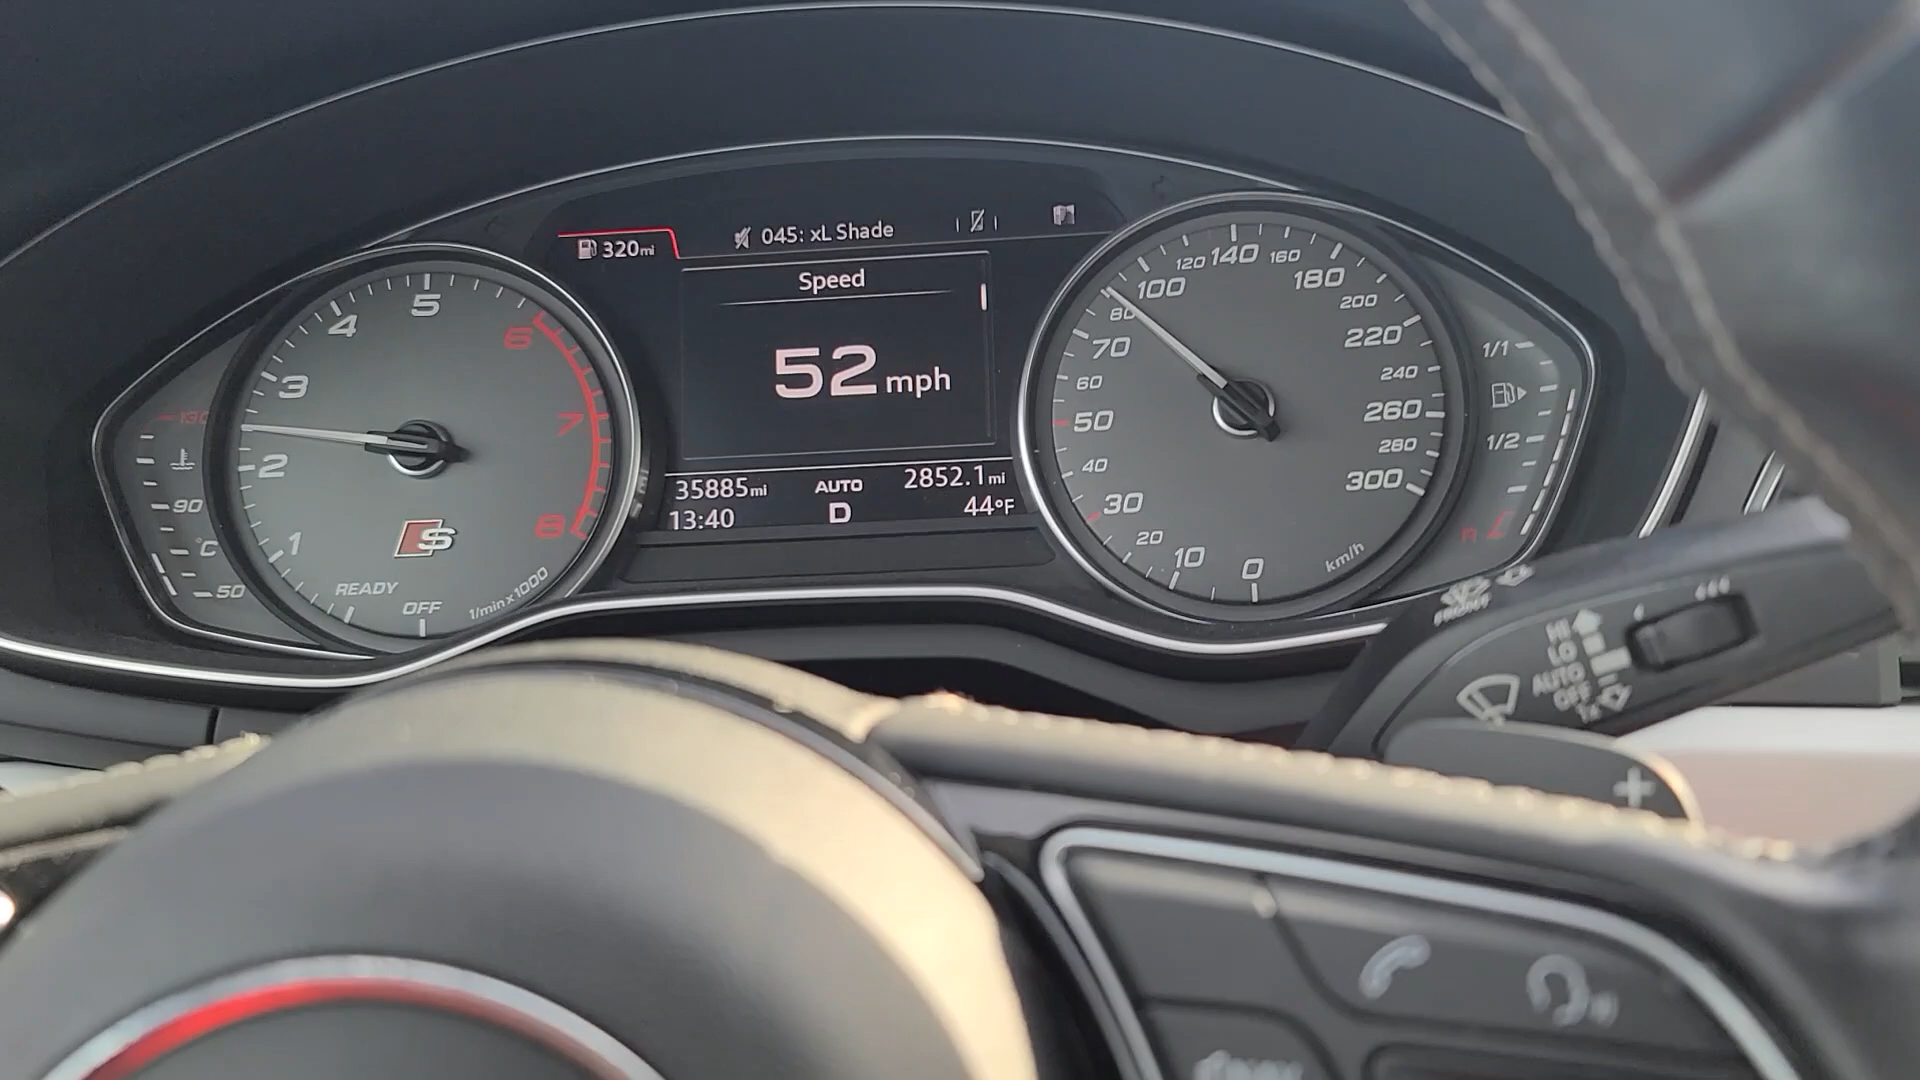 320mi
045: xL Shade
Speed
52 mph
35885mi
AUTO
2852.1mi
13:40
D
44°F
OFF
READY
1
2
3
4
5
6
7
8
1/min x 1000
S
130
90
°C
50
0
10
20
30
40
50
60
70
80
100
120
140
160
180
200
220
240
260
280
300
km/h
1/1
1/2
R
FRONT
HI
LO
AUTO
OFF
1x
+